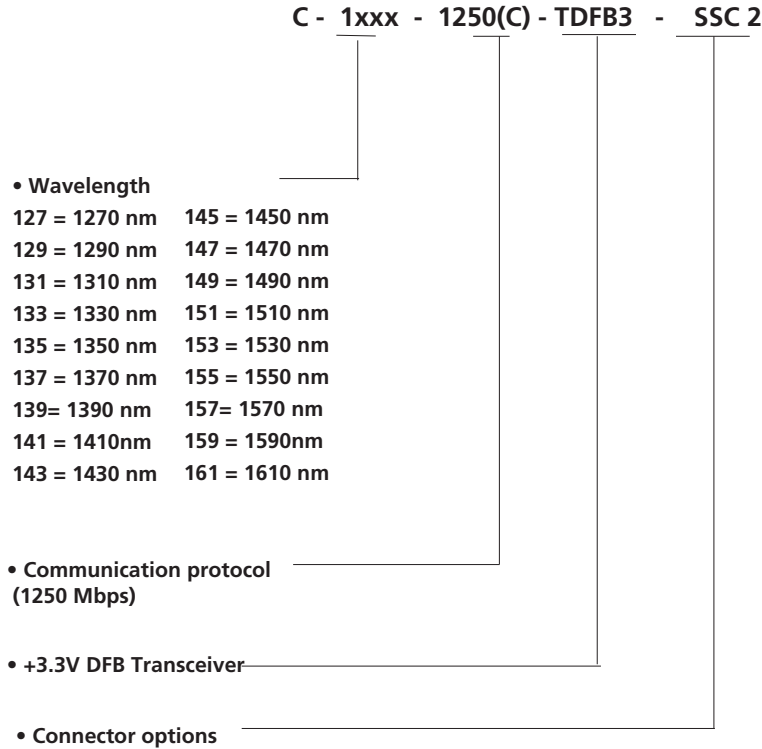 C - 1xxx - 1250(C) - TDFB3 - SSC 2
• Wavelength
127 = 1270 nm 145 = 1450 nm
129 = 1290 nm 147 = 1470 nm
131 = 1310 nm 149 = 1490 nm
133 = 1330 nm 151 = 1510 nm
135 = 1350 nm 153 = 1530 nm
137 = 1370 nm 155 = 1550 nm
139= 1390 nm 157= 1570 nm
141 = 1410nm 159 = 1590nm
143 = 1430 nm 161 = 1610 nm
• Communication protocol
(1250 Mbps)
• +3.3V DFB Transceiver
• Connector options